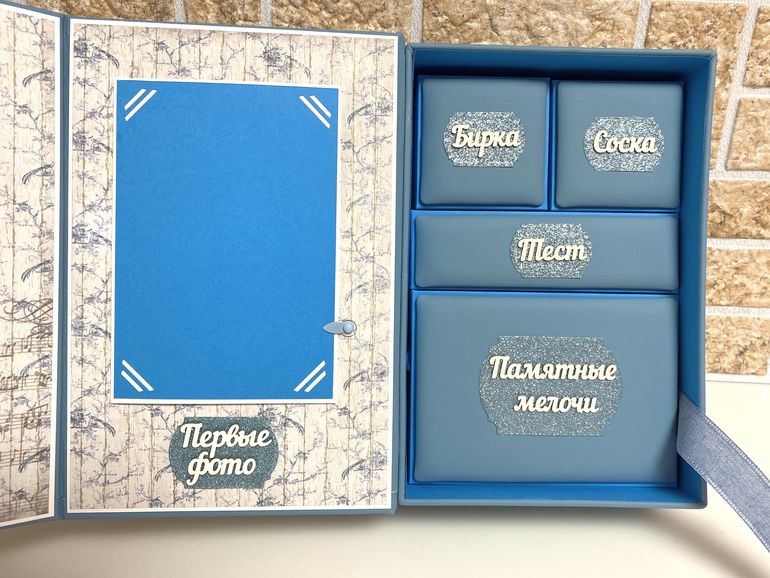 Первые
фото
Бирка
Соска
Тест
Памятные
мелочи